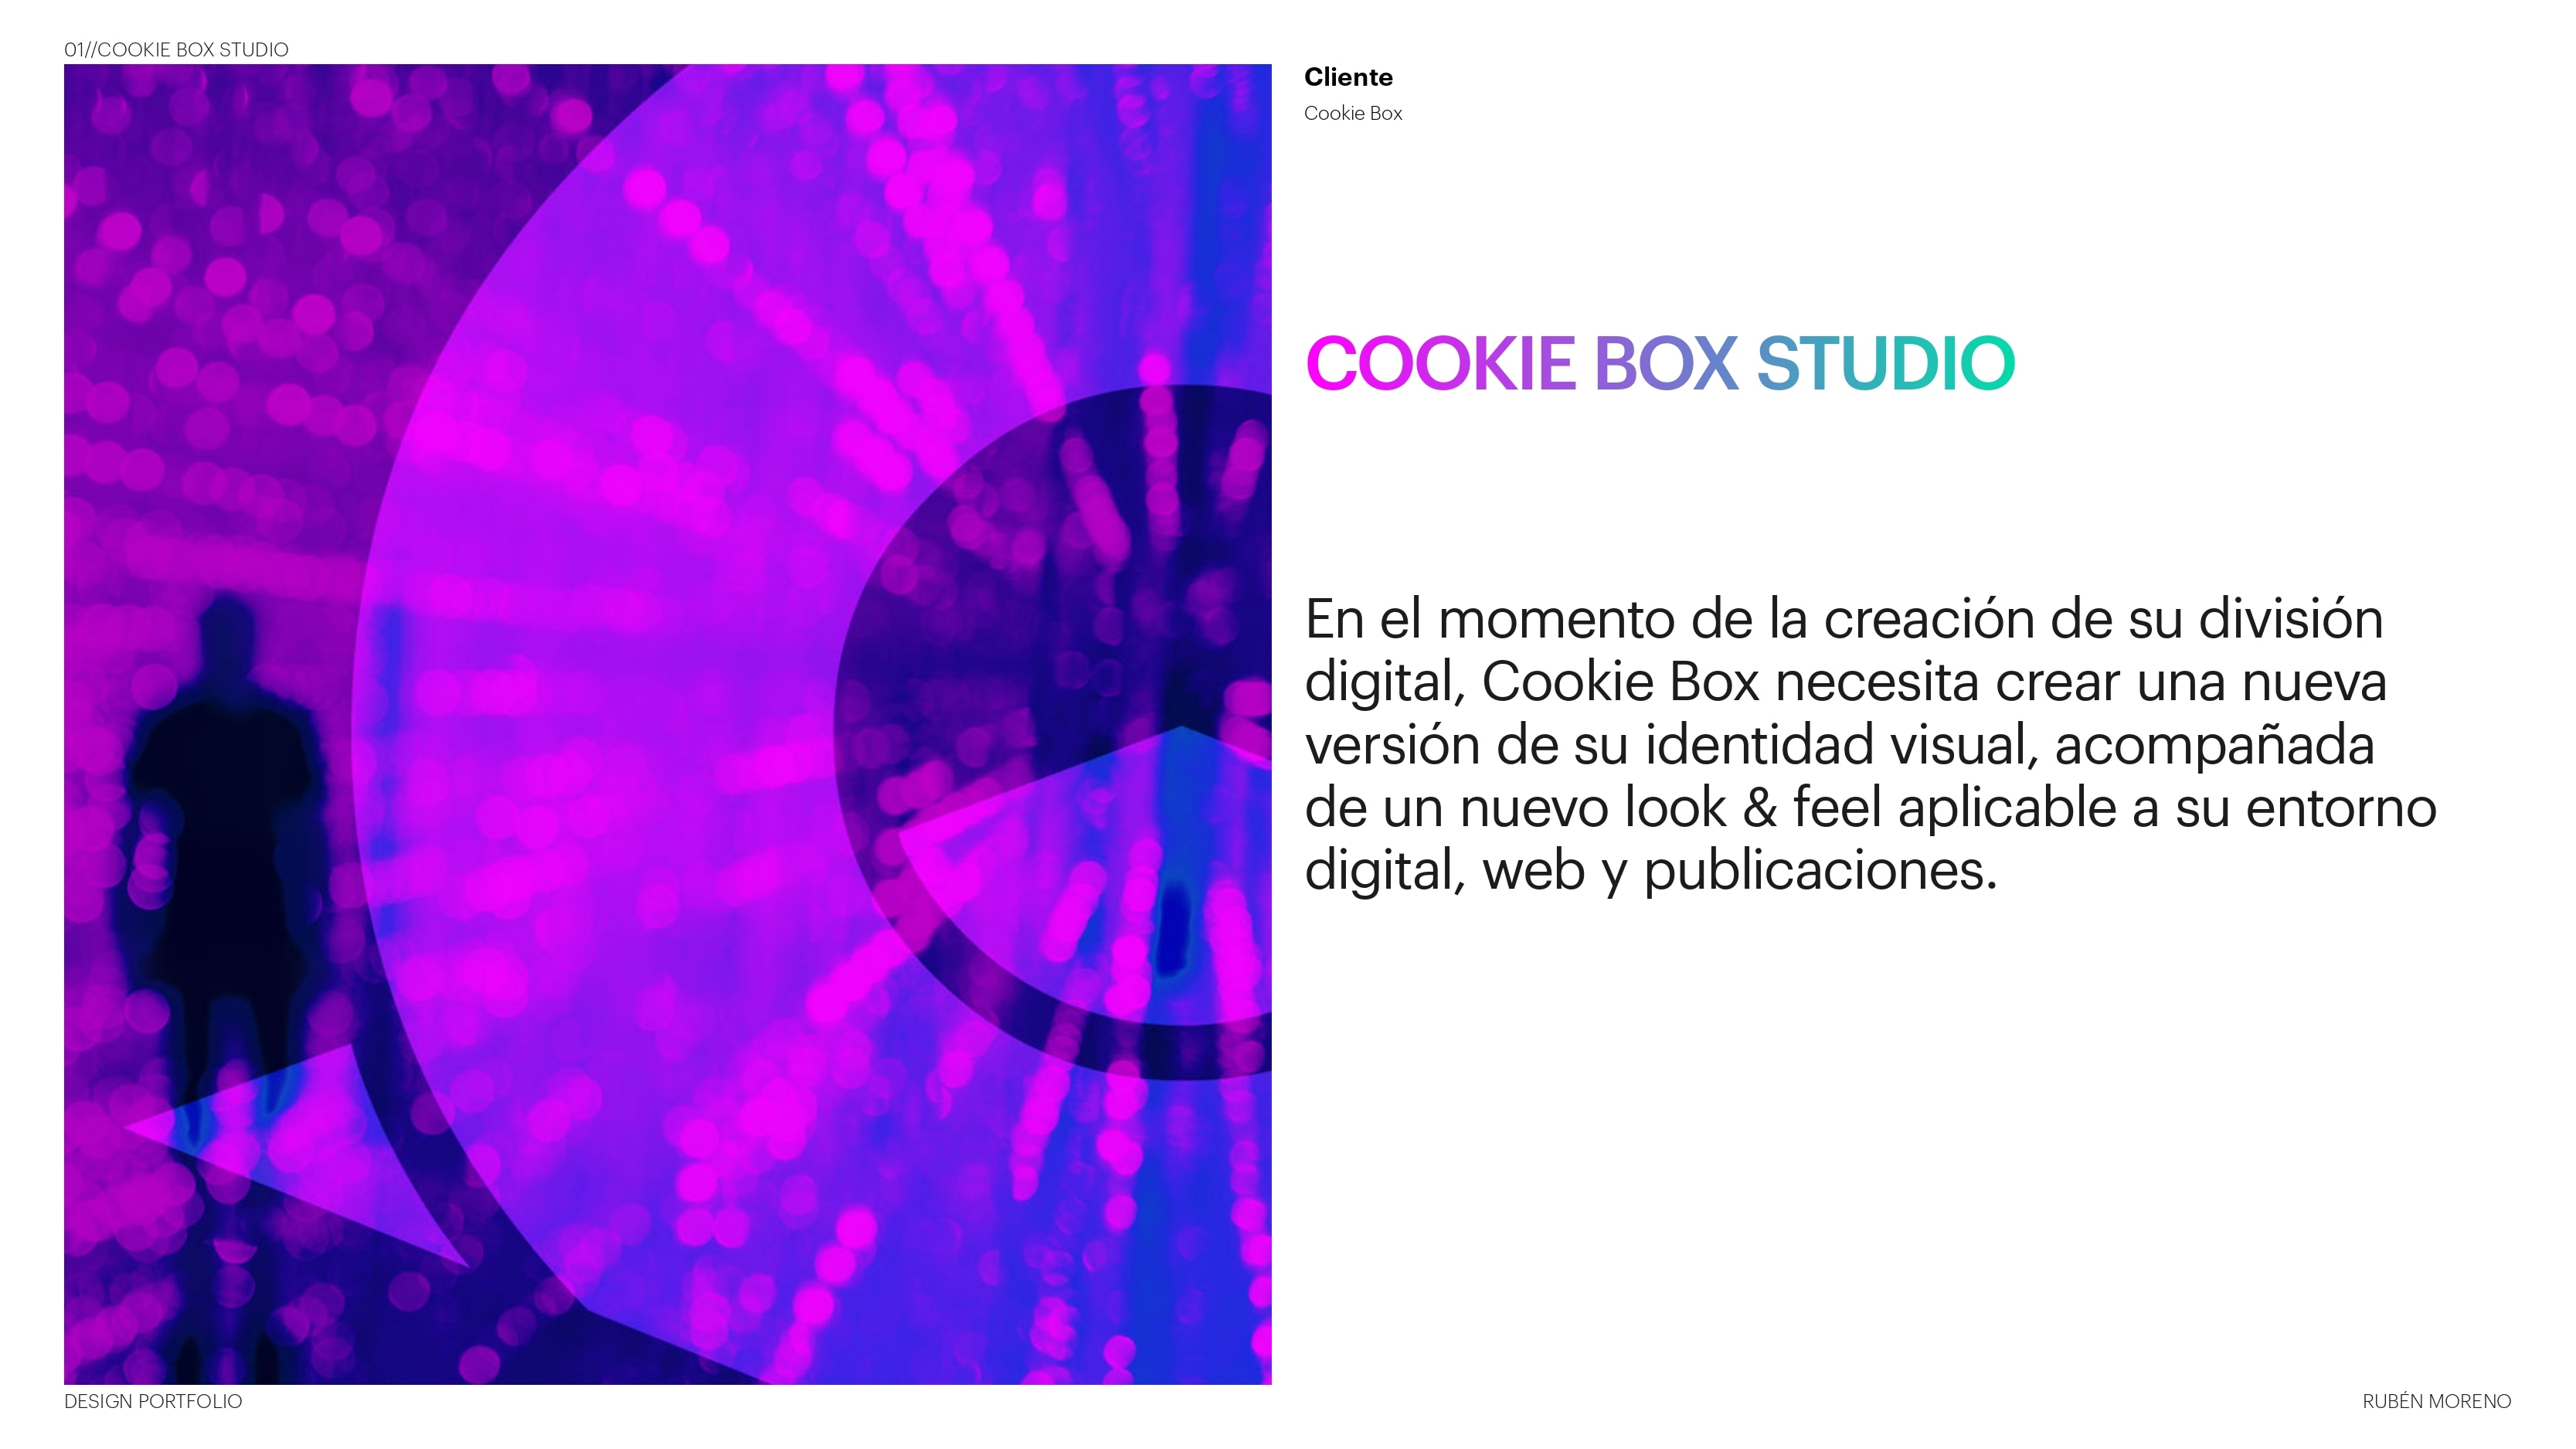 01//COOKIE BOX STUDIO
Cliente
Cookie Box
COOKIE BOX STUDIO
En el momento de la creación de su división
digital, Cookie Box necesita crear una nueva
versión de su identidad visual, acompañada
de un nuevo look & feel aplicable a su entorno
digital, web y publicaciones.
DESIGN PORTFOLIO
RUBÉN MORENO